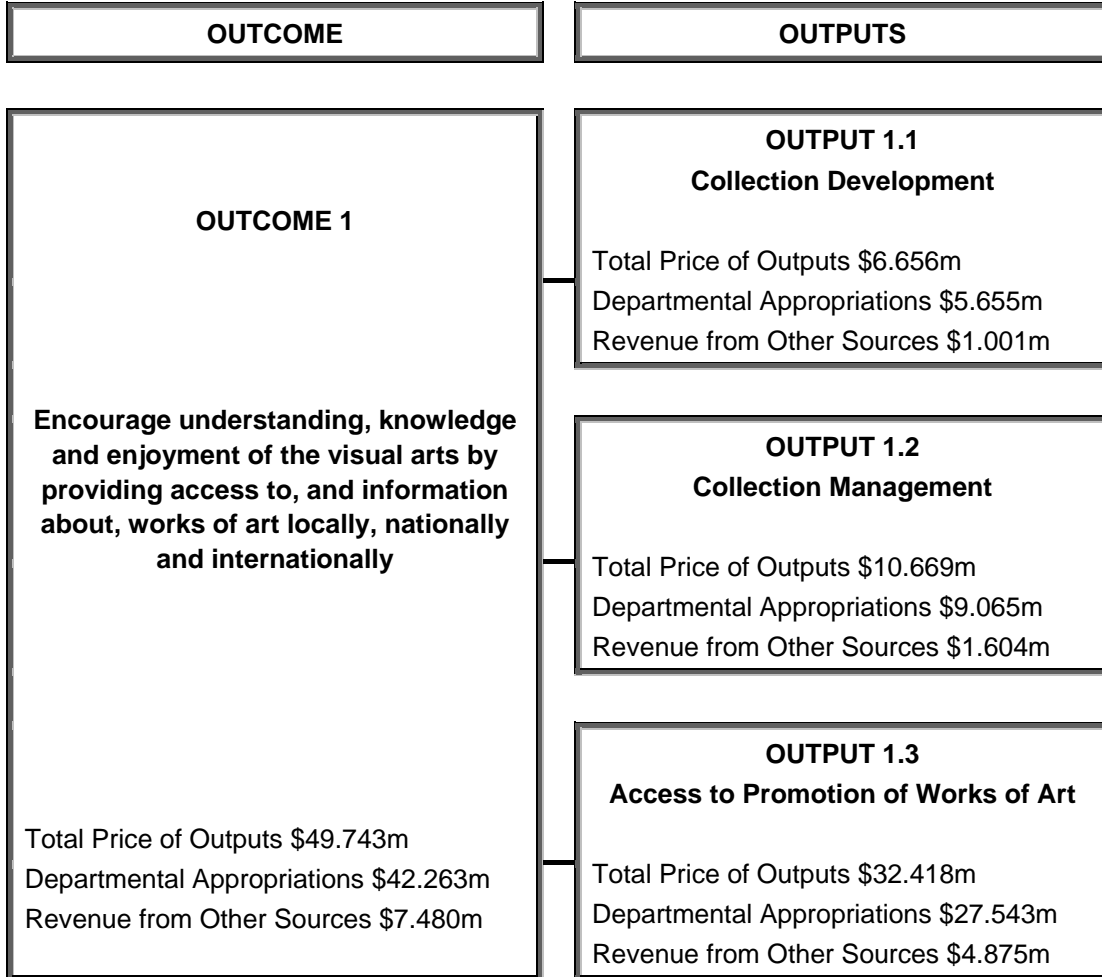 OUTCOME
OUTPUTS
OUTCOME 1
Encourage understanding, knowledge
and enjoyment of the visual arts by
providing access to, and information
about, works of art locally, nationally
and internationally
Total Price of Outputs $49.743m
Departmental Appropriations $42.263m
Revenue from Other Sources $7.480m
OUTPUT 1.1
Collection Development
Total Price of Outputs $6.656m
Departmental Appropriations $5.655m
Revenue from Other Sources $1.001m
OUTPUT 1.2
Collection Management
Total Price of Outputs $10.669m
Departmental Appropriations $9.065m
Revenue from Other Sources $1.604m
OUTPUT 1.3
Access to Promotion of Works of Art
Total Price of Outputs $32.418m
Departmental Appropriations $27.543m
Revenue from Other Sources $4.875m